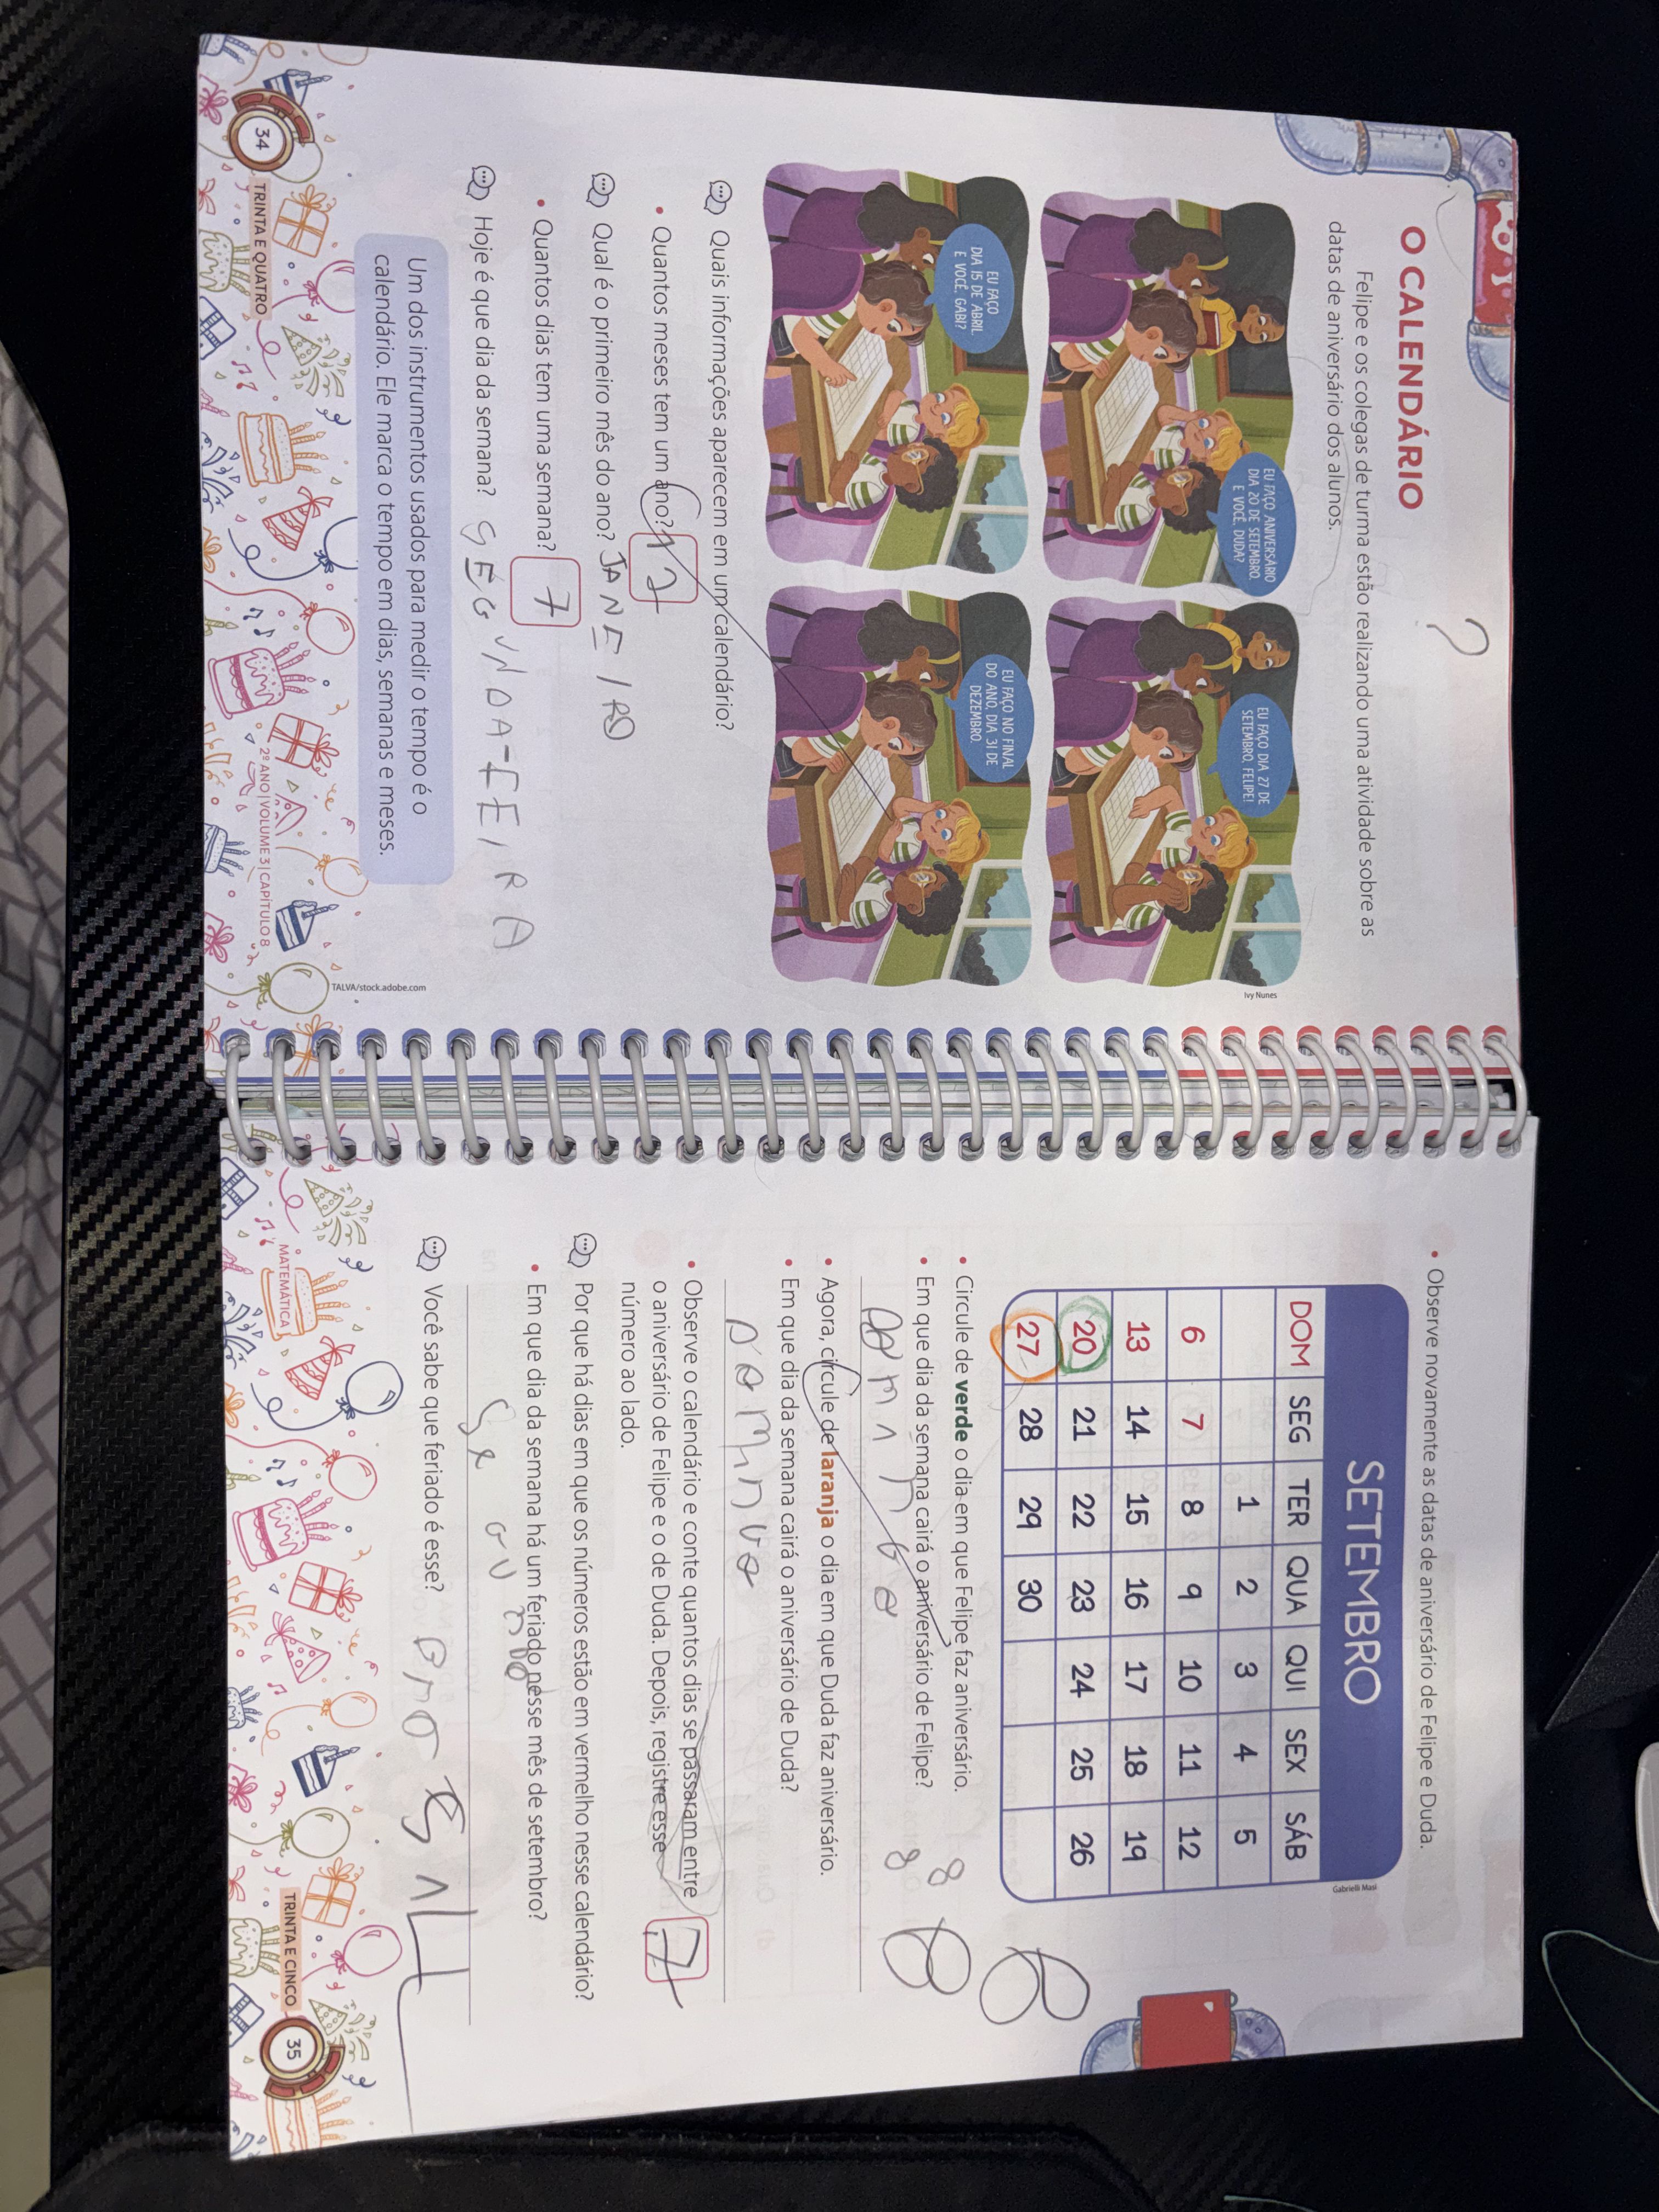 O CALENDÁRIO
Felipe e os colegas de turma estão realizando uma atividade sobre as
datas de aniversário dos alunos.
?
EU FAÇO ANIVERSÁRIO
DIA 20 DE SETEMBRO.
E VOCÊ, DUDA?
EU FAÇO DIA 27 DE
SETEMBRO, FELIPE!
Ivy Nunes
EU FAÇO
DIA 15 DE ABRIL.
E VOCÊ, GABI?
EU FAÇO NO FINAL
DO ANO, DIA 31 DE
DEZEMBRO.
Quais informações aparecem em um calendário?
• Quantos meses tem um ano? 12
Qual é o primeiro mês do ano? JANEIRO
• Quantos dias tem uma semana? 7
Hoje é que dia da semana? SEGUNDA-FEIRA
Um dos instrumentos usados para medir o tempo é o
calendário. Ele marca o tempo em dias, semanas e meses.
TALVA/stock.adobe.com
34 TRINTA E QUATRO
2º ANO | VOLUME 3 | CAPÍTULO 8
• Observe novamente as datas de aniversário de Felipe e Duda.
SETEMBRO
DOM SEG TER QUA QUI SEX SÁB
1 2 3 4 5
6 7 8 9 10 11 12
13 14 15 16 17 18 19
20 21 22 23 24 25 26
27 28 29 30
Gabrielli Masi
• Circule de verde o dia em que Felipe faz aniversário. 8
• Em que dia da semana cairá o aniversário de Felipe? 8
8 8
• Agora, circule de laranja o dia em que Duda faz aniversário.
• Em que dia da semana cairá o aniversário de Duda?
• Observe o calendário e conte quantos dias se passaram entre
o aniversário de Felipe e o de Duda. Depois, registre esse 7
número ao lado.
Por que há dias em que os números estão em vermelho nesse calendário?
• Em que dia da semana há um feriado nesse mês de setembro?
Você sabe que feriado é esse?
MATEMÁTICA
TRINTA E CINCO 35